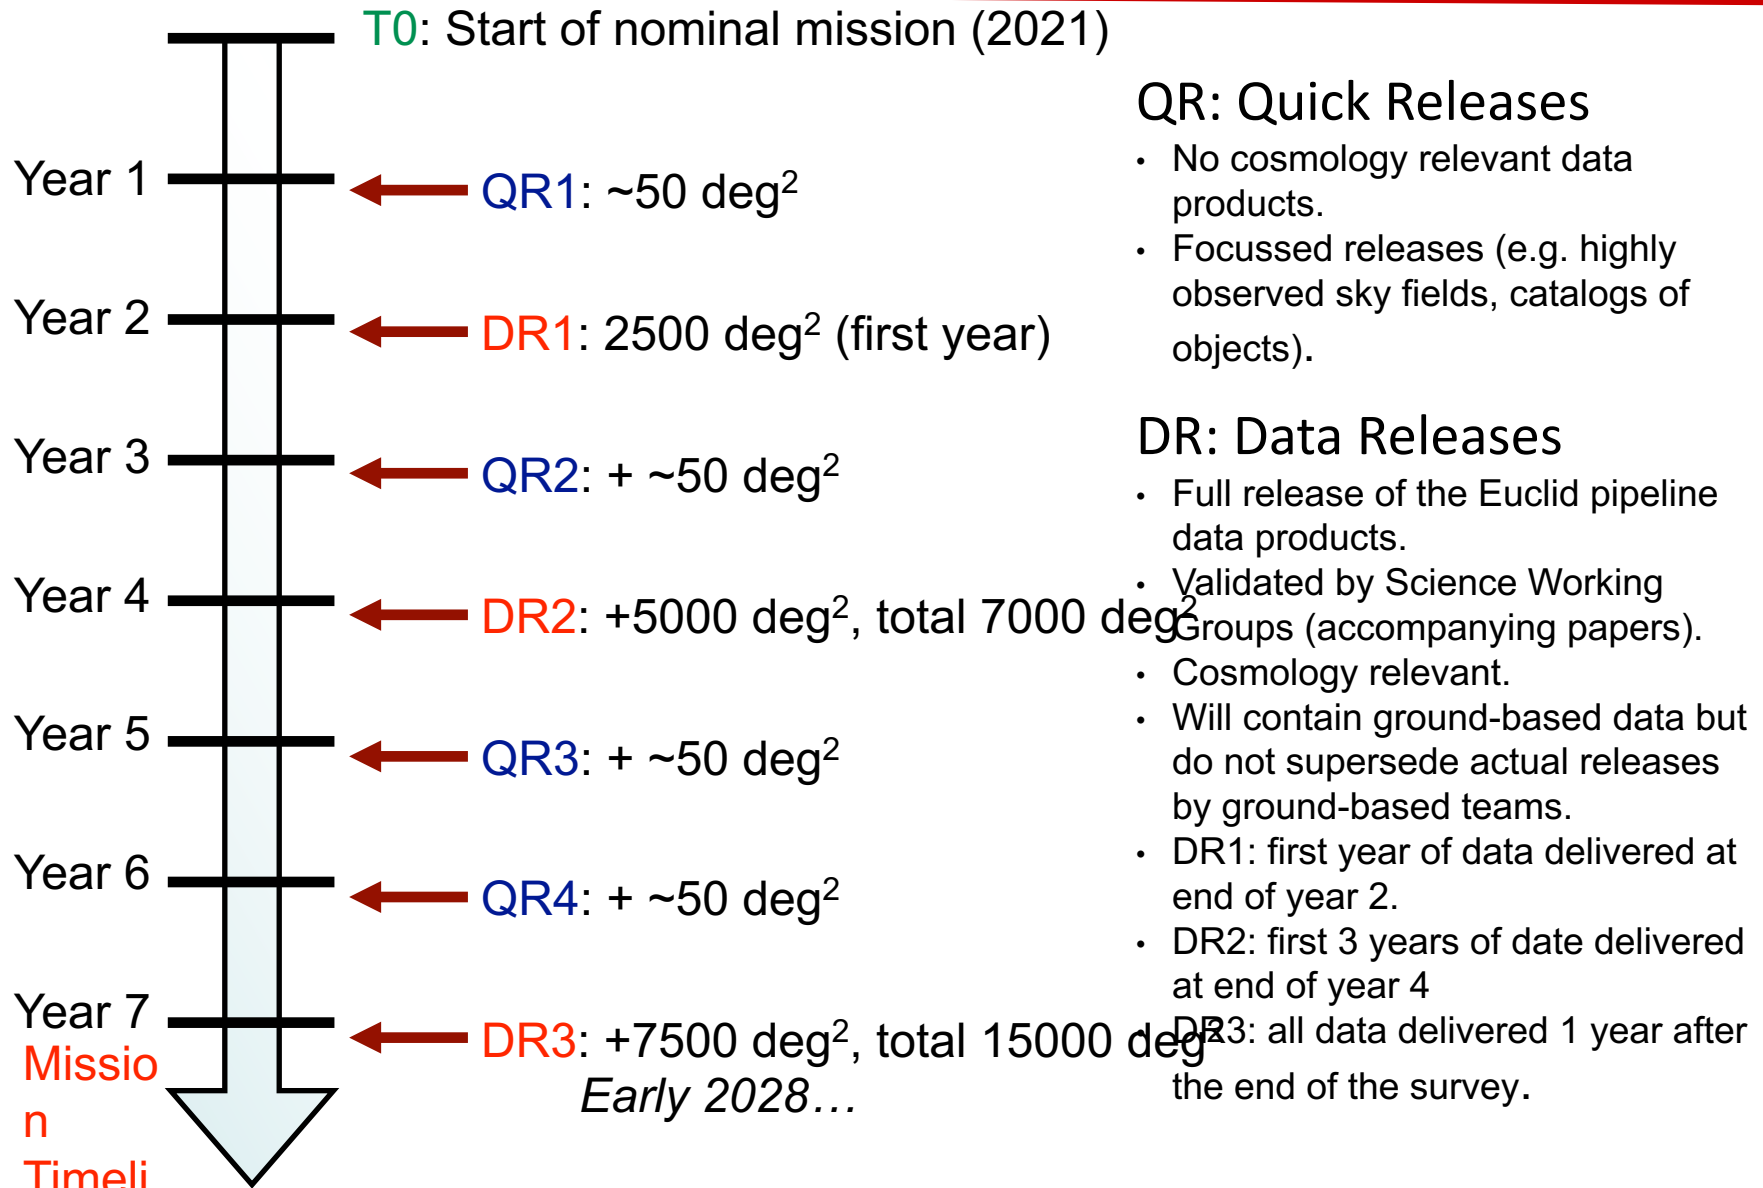 T0: Start of nominal mission (2021)
Year 1
QR1: ~50 deg²
Year 2
DR1: 2500 deg² (first year)
Year 3
QR2: + ~50 deg²
Year 4
DR2: +5000 deg², total 7000 deg²
Year 5
QR3: + ~50 deg²
Year 6
QR4: + ~50 deg²
Year 7
DR3: +7500 deg², total 15000 deg²
Early 2028…
Missio
n
Timeli
QR: Quick Releases
• No cosmology relevant data
products.
• Focussed releases (e.g. highly
observed sky fields, catalogs of
objects).
DR: Data Releases
• Full release of the Euclid pipeline
data products.
• Validated by Science Working
Groups (accompanying papers).
• Cosmology relevant.
• Will contain ground-based data but
do not supersede actual releases
by ground-based teams.
• DR1: first year of data delivered at
end of year 2.
• DR2: first 3 years of date delivered
at end of year 4
• DR3: all data delivered 1 year after
the end of the survey.